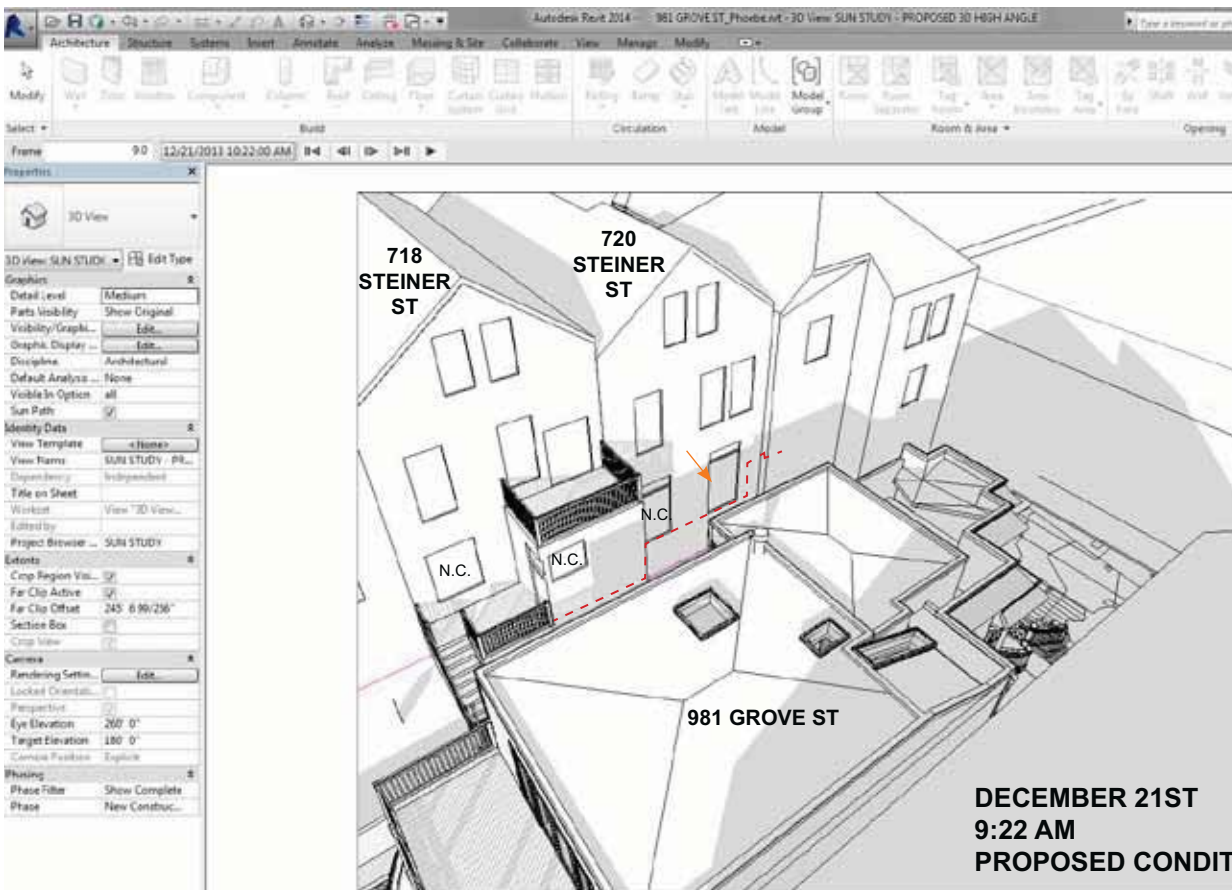 Autodesk Revit 2014 - 981 GROVE ST_Phoebe.rvt - 3D View: SUN STUDY - PROPOSED 3D HIGH ANGLE
Architecture Structure Systems Insert Annotate Analyze Massing & Site Collaborate View Manage Modify
Modify Wall Door Window Component Column Roof Ceiling Floor Curtain System Curtain Grid Mullion Railing Ramp Stair Model Text Model Line Model Group Room Room Separator Tag Room Area Area Boundary Tag Area By Face Shaft Wall
Select Build Circulation Model Room & Area Opening
Frame 9.0 12/21/2013 10:22:00 AM
Properties
3D View
3D View: SUN STUDY Edit Type
Graphics
Detail Level Medium
Parts Visibility Show Original
Visibility/Graphi... Edit...
Graphic Display ... Edit...
Discipline Architectural
Default Analysis ... None
Visible In Option all
Sun Path
Identity Data
View Template <None>
View Name SUN STUDY - PR...
Dependency Independent
Title on Sheet
Workset View "3D View...
Edited by
Project Browser ... SUN STUDY
Extents
Crop Region Visi...
Far Clip Active
Far Clip Offset
Section Box
Crop View
Camera
Rendering Settin... Edit...
Locked Orientati...
Perspective
Eye Elevation 260' 0"
Target Elevation 180' 0"
Camera Position Explicit
Phasing
Phase Filter Show Complete
Phase New Construc...
718
STEINER
ST
720
STEINER
ST
N.C.
N.C.
N.C.
981 GROVE ST
DECEMBER 21ST
9:22 AM
PROPOSED CONDIT